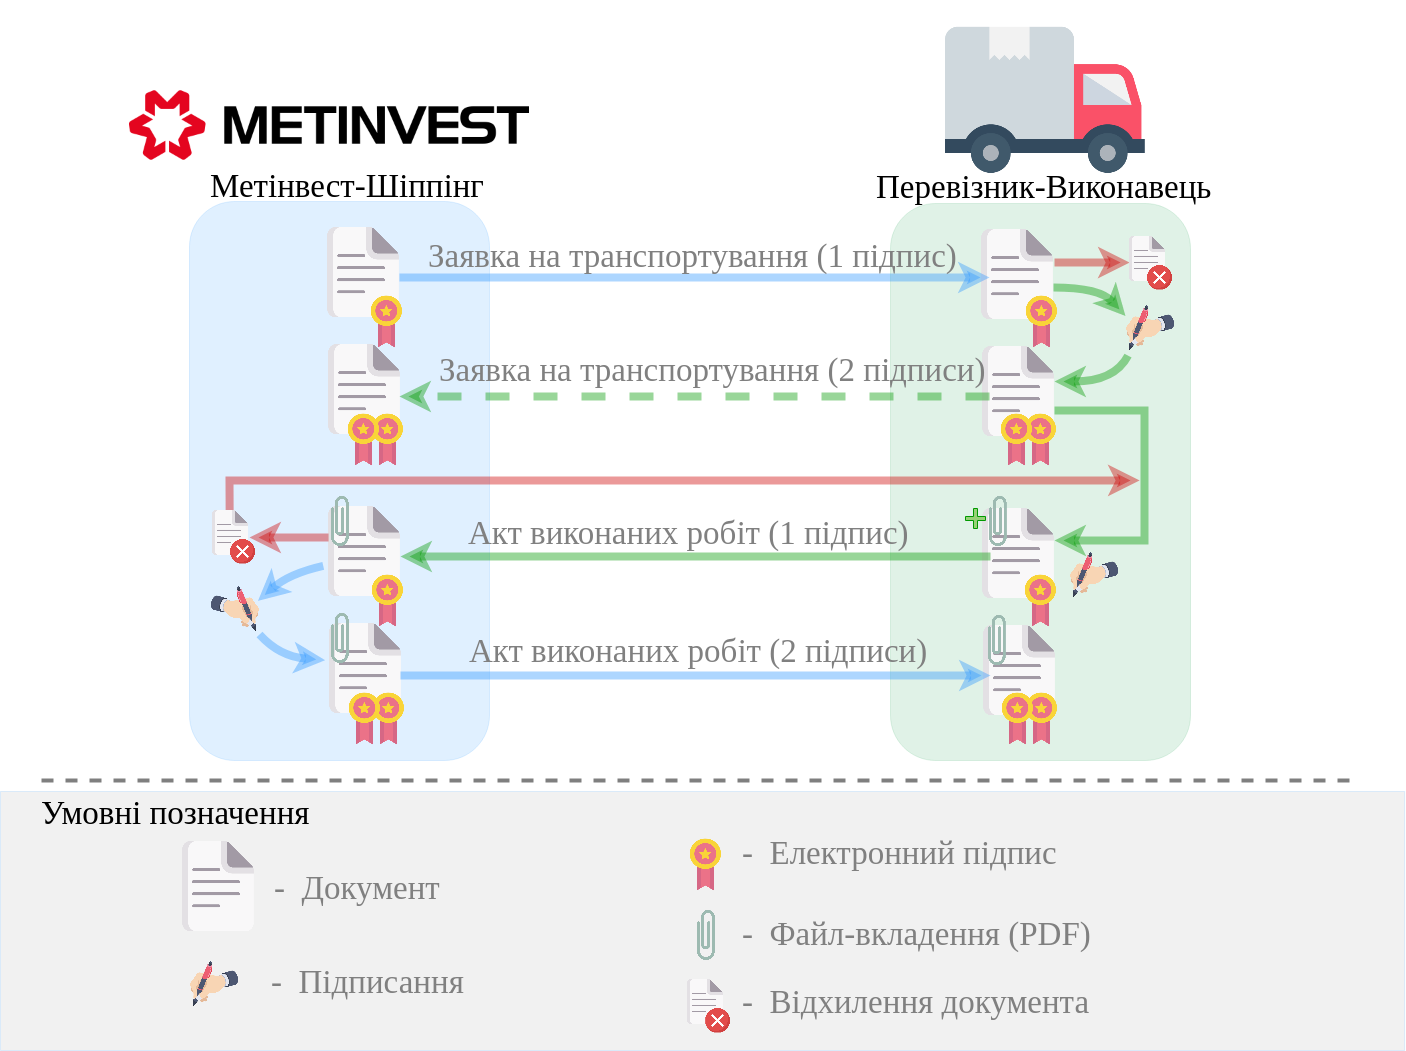 METINVEST
Метінвест-Шіппінг
Перевізник-Виконавець
Заявка на транспортування (1 підпис)
Заявка на транспортування (2 підписи)
Акт виконаних робіт (1 підпис)
Акт виконаних робіт (2 підписи)
Умовні позначення
- Документ
- Підписання
- Електронний підпис
- Файл-вкладення (PDF)
- Відхилення документа